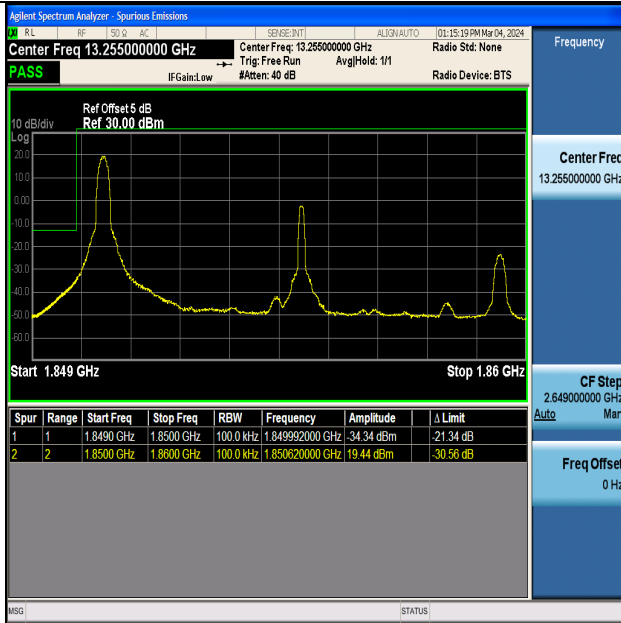 Agilent Spectrum Analyzer - Spurious Emissions
RL RF 50 Ω AC SENSE:INT ALIGN AUTO 01:15:19 PM Mar 04, 2024
Center Freq 13.255000000 GHz
Center Freq: 13.255000000 GHz
Radio Std: None
Trig: Free Run Avg|Hold: 1/1
PASS
IFGain:Low
#Atten: 40 dB
Radio Device: BTS
Ref Offset 5 dB
10 dB/div Ref 30.00 dBm
Log
20.0
10.0
0.00
-10.0
-20.0
-30.0
-40.0
-50.0
-60.0
Start 1.849 GHz Stop 1.86 GHz
Spur Range Start Freq Stop Freq RBW Frequency Amplitude Δ Limit
1 1 1.8490 GHz 1.8500 GHz 100.0 kHz 1.849992000 GHz -34.34 dBm -21.34 dB
2 2 1.8500 GHz 1.8600 GHz 100.0 kHz 1.850620000 GHz 19.44 dBm -30.56 dB
MSG STATUS
Frequency
Center Freq
13.255000000 GHz
CF Step
2.649000000 GHz
Auto Man
Freq Offset
0 Hz